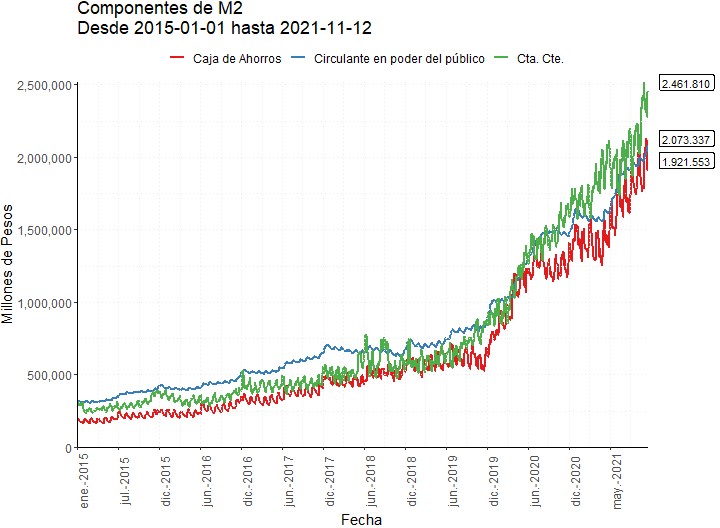 Componentes de M2
Desde 2015-01-01 hasta 2021-11-12
Caja de Ahorros Circulante en poder del público Cta. Cte.
2,500,000
2,000,000
1,500,000
1,000,000
500,000
0
Millones de Pesos
2.461.810
2.073.337
1.921.553
ene.-2015
jul.-2015
dic.-2015
jun.-2016
dic.-2016
jun.-2017
dic.-2017
jun.-2018
dic.-2018
jun.-2019
dic.-2019
jun.-2020
dic.-2020
may.-2021
Fecha